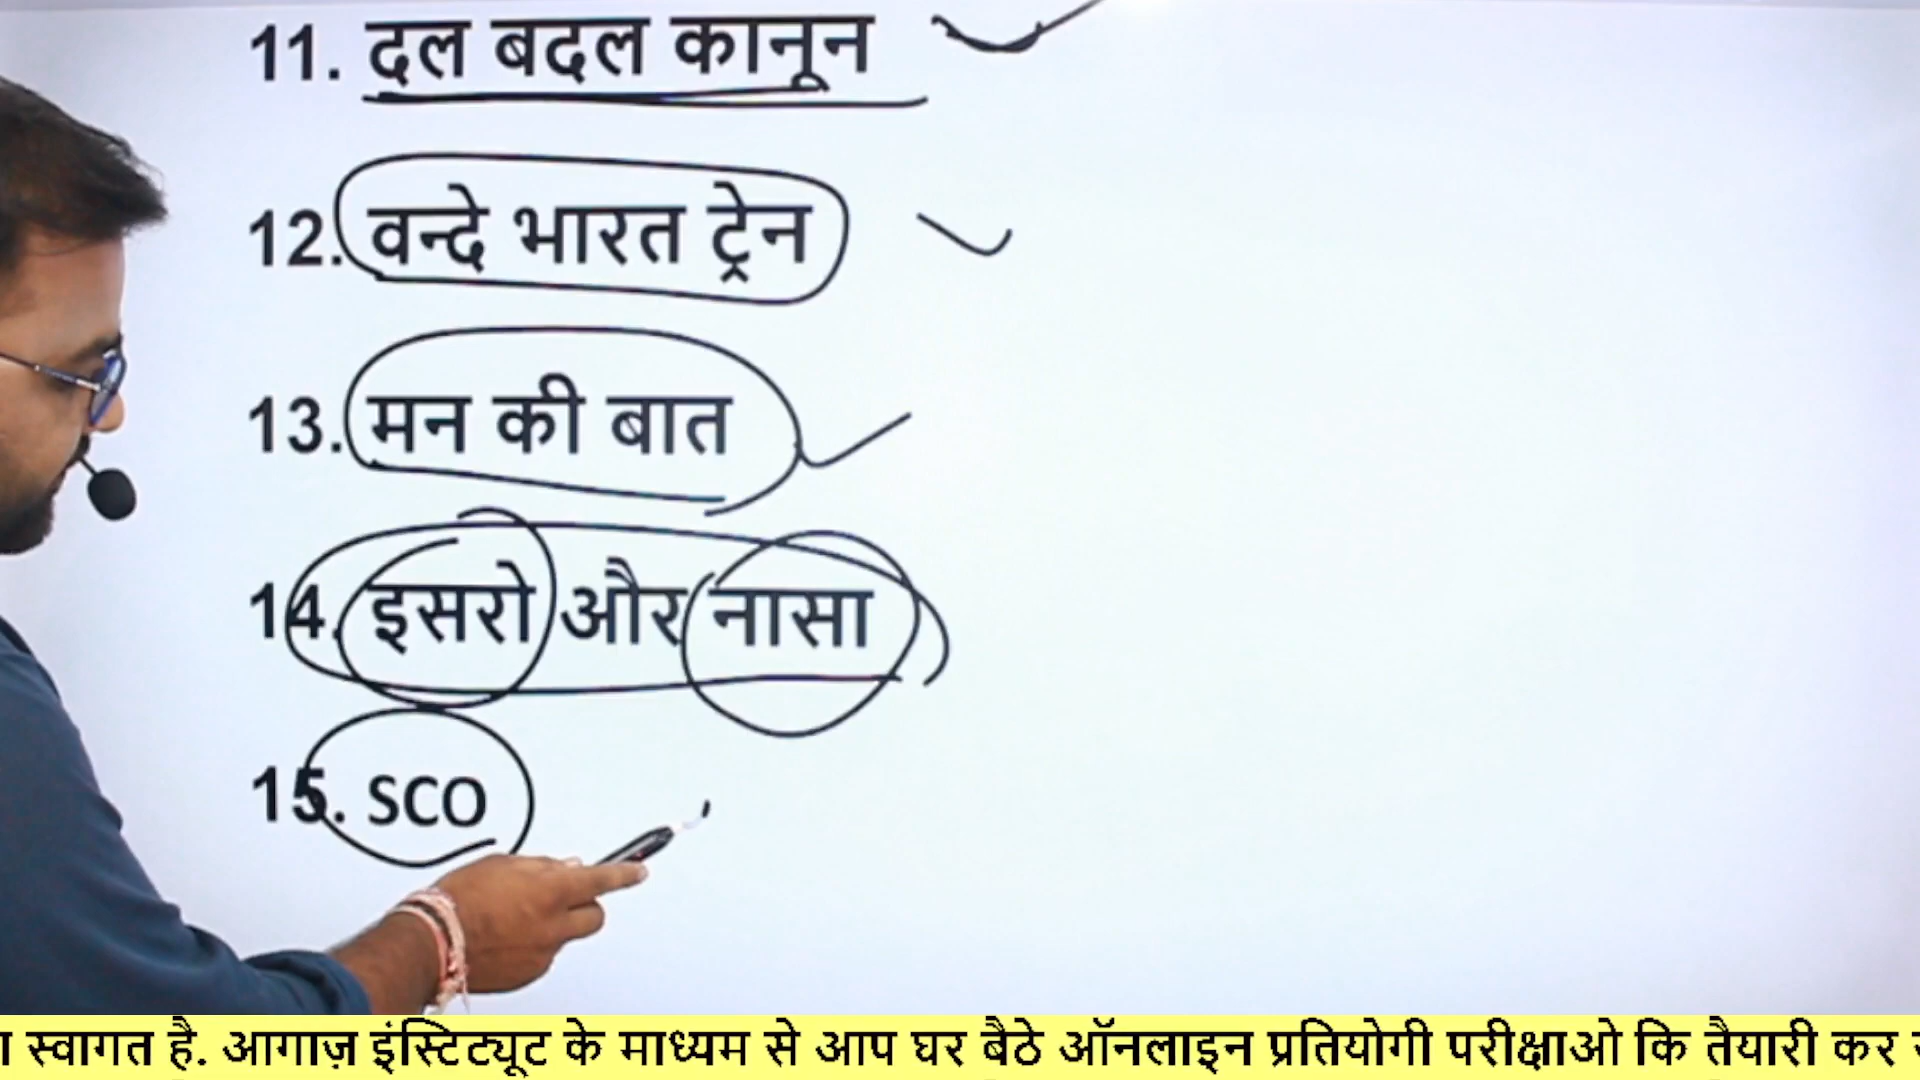 11. दल बदल कानून
12. वन्दे भारत ट्रेन
13. मन की बात
14. इसरो और नासा
15. SCO
स्वागत है. आगाज़ इंस्टिट्यूट के माध्यम से आप घर बैठे ऑनलाइन प्रतियोगी परीक्षाओ कि तैयारी कर